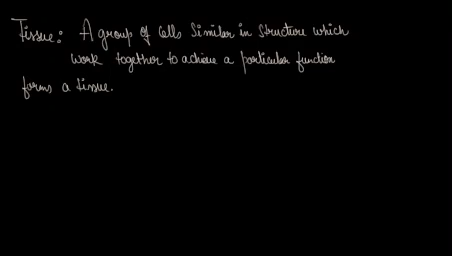 Tissue: A group of cells similar in structure which
work together to achieve a particular function
forms a tissue.